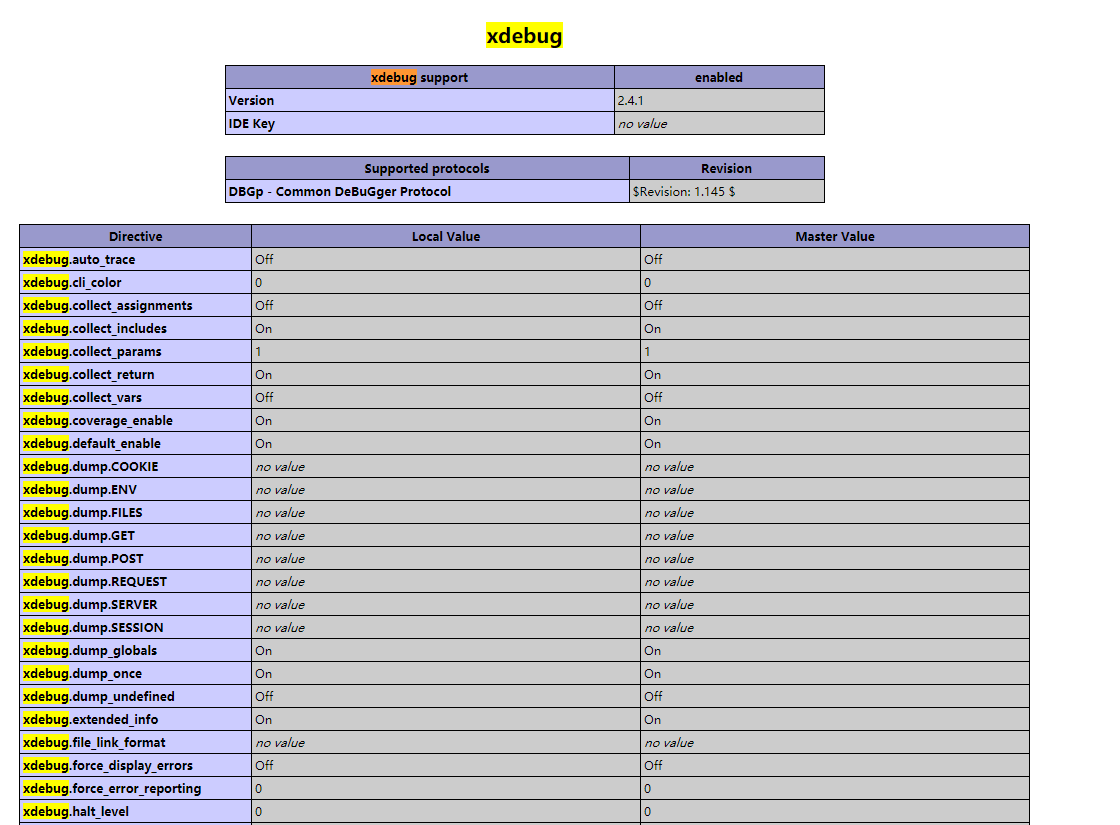 xdebug
xdebug support enabled
Version 2.4.1
IDE Key no value
Supported protocols Revision
DBGp - Common DeBuGger Protocol $Revision: 1.145 $
Directive Local Value Master Value
xdebug.auto_trace Off Off
xdebug.cli_color 0 0
xdebug.collect_assignments Off Off
xdebug.collect_includes On On
xdebug.collect_params 1 1
xdebug.collect_return On On
xdebug.collect_vars Off Off
xdebug.coverage_enable On On
xdebug.default_enable On On
xdebug.dump.COOKIE no value no value
xdebug.dump.ENV no value no value
xdebug.dump.FILES no value no value
xdebug.dump.GET no value no value
xdebug.dump.POST no value no value
xdebug.dump.REQUEST no value no value
xdebug.dump.SERVER no value no value
xdebug.dump.SESSION no value no value
xdebug.dump_globals On On
xdebug.dump_once On On
xdebug.dump_undefined Off Off
xdebug.extended_info On On
xdebug.file_link_format no value no value
xdebug.force_display_errors Off Off
xdebug.force_error_reporting 0 0
xdebug.halt_level 0 0